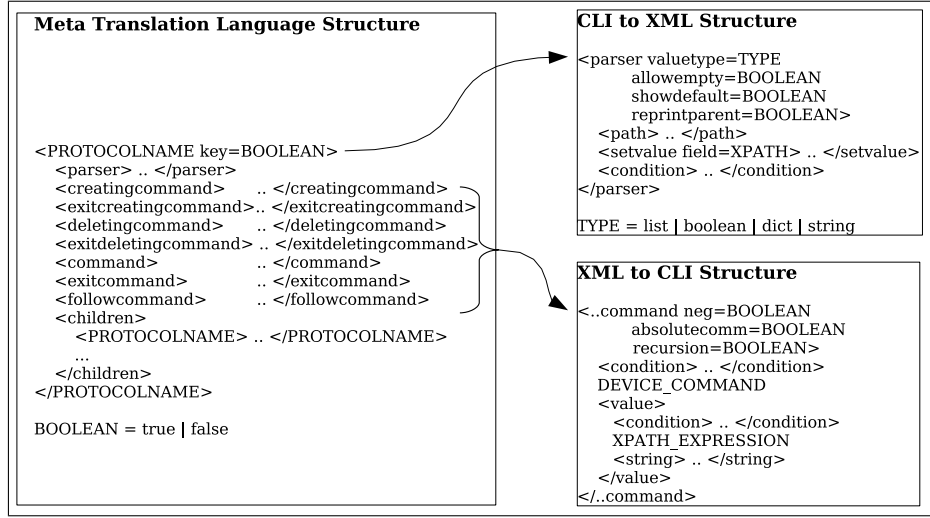 Meta Translation Language Structure
<PROTOCOLNAME key=BOOLEAN>
<parser> .. </parser>
<creatingcommand> .. </creatingcommand>
<exitcreatingcommand>.. </exitcreatingcommand>
<deletingcommand> .. </deletingcommand>
<exitdeletingcommand> .. </exitdeletingcommand>
<command> .. </command>
<exitcommand> .. </exitcommand>
<followcommand> .. </followcommand>
<children>
<PROTOCOLNAME> .. </PROTOCOLNAME>
...
</children>
</PROTOCOLNAME>
BOOLEAN = true | false
CLI to XML Structure
<parser valuetype=TYPE
allowempty=BOOLEAN
showdefault=BOOLEAN
reprintparent=BOOLEAN>
<path> .. </path>
<setvalue field=XPATH> .. </setvalue>
<condition> .. </condition>
</parser>
TYPE = list | boolean | dict | string
XML to CLI Structure
<..command neg=BOOLEAN
absolutecomm=BOOLEAN
recursion=BOOLEAN>
<condition> .. </condition>
DEVICE_COMMAND
<value>
<condition> .. </condition>
XPATH_EXPRESSION
<string> .. </string>
</value>
</..command>